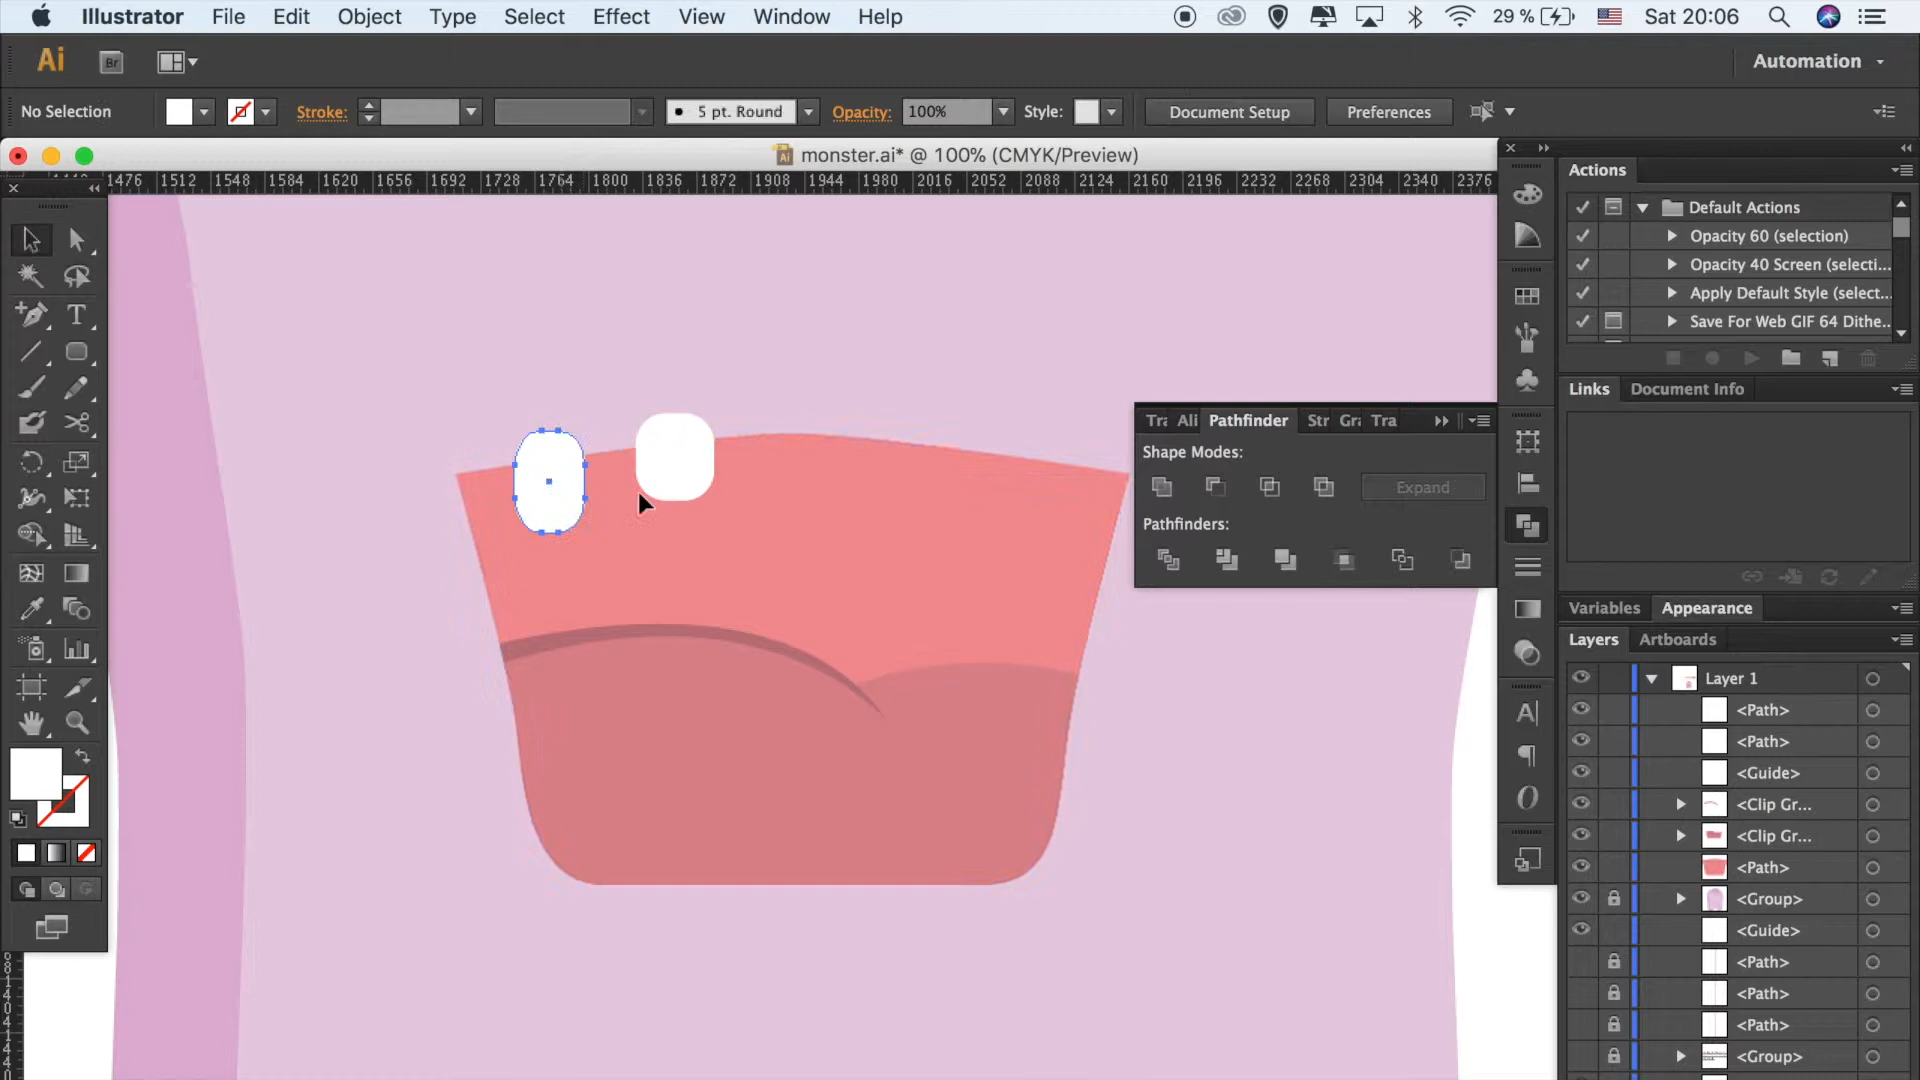 Illustrator File Edit Object Type Select Effect View Window Help 29 % Sat 20:06
Ai Br Automation
No Selection Stroke: 5 pt. Round Opacity: 100% Style: Document Setup Preferences
monster.ai* @ 100% (CMYK/Preview)
1476 1512 1548 1584 1620 1656 1692 1728 1764 1800 1836 1872 1908 1944 1980 2016 2052 2088 2124 2160 2196 2232 2268 2304 2340 2376
Actions
Default Actions
Opacity 60 (selection)
Opacity 40 Screen (selecti...
Apply Default Style (select...
Save For Web GIF 64 Dithe...
Links Document Info
Tra Ali Pathfinder Str Gra Tra
Shape Modes:
Expand
Pathfinders:
Variables Appearance
Layers Artboards
Layer 1
<Path>
<Path>
<Guide>
<Clip Gr...
<Clip Gr...
<Path>
<Group>
<Guide>
<Path>
<Path>
<Path>
<Group>